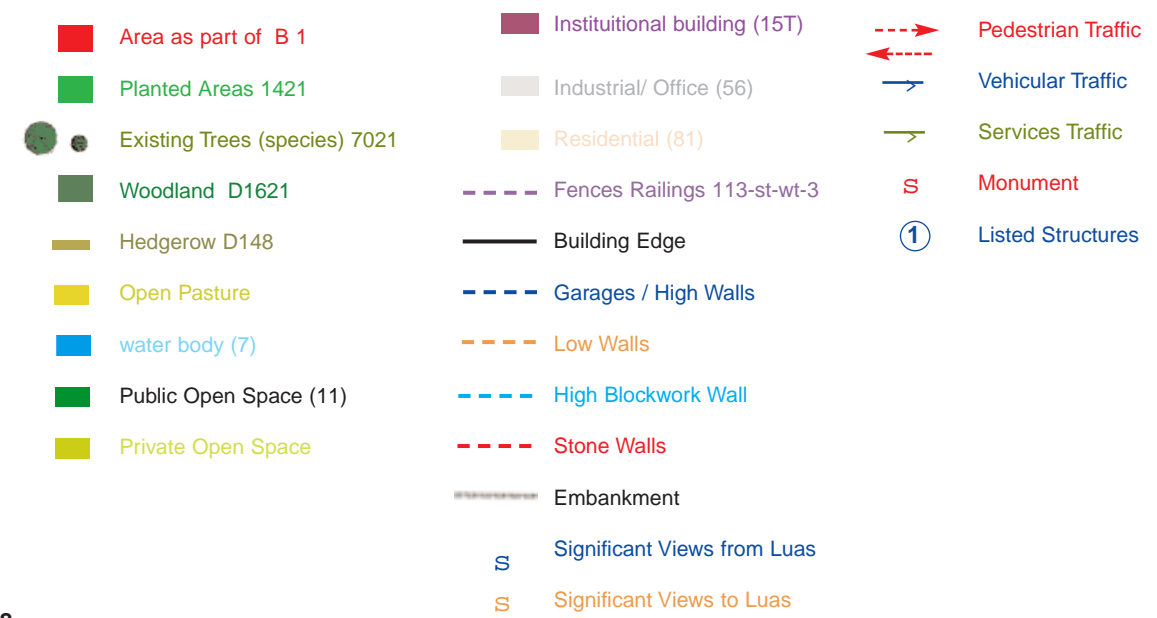 Area as part of B 1
Planted Areas 1421
Existing Trees (species) 7021
Woodland D1621
Hedgerow D148
Open Pasture
water body (7)
Public Open Space (11)
Private Open Space
Instituitional building (15T)
Industrial/ Office (56)
Residential (81)
Fences Railings 113-st-wt-3
Building Edge
Garages / High Walls
Low Walls
High Blockwork Wall
Stone Walls
Embankment
S Significant Views from Luas
S Significant Views to Luas
Pedestrian Traffic
Vehicular Traffic
Services Traffic
S Monument
1 Listed Structures